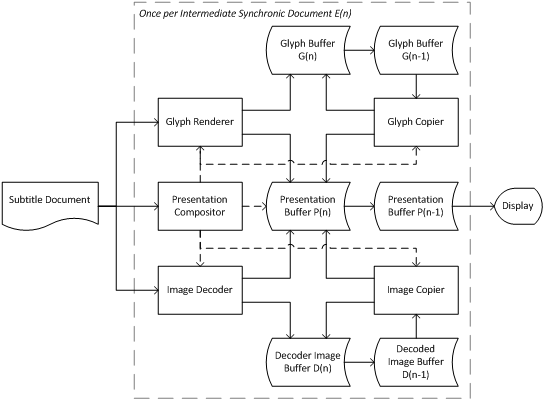 Once per Intermediate Synchronic Document E(n)
Glyph Buffer
G(n)
Glyph Buffer
G(n-1)
Glyph Renderer
Glyph Copier
Subtitle Document
Presentation
Compositor
Presentation
Buffer P(n)
Presentation
Buffer P(n-1)
Display
Image Decoder
Image Copier
Decoder Image
Buffer D(n)
Decoded
Image Buffer
D(n-1)